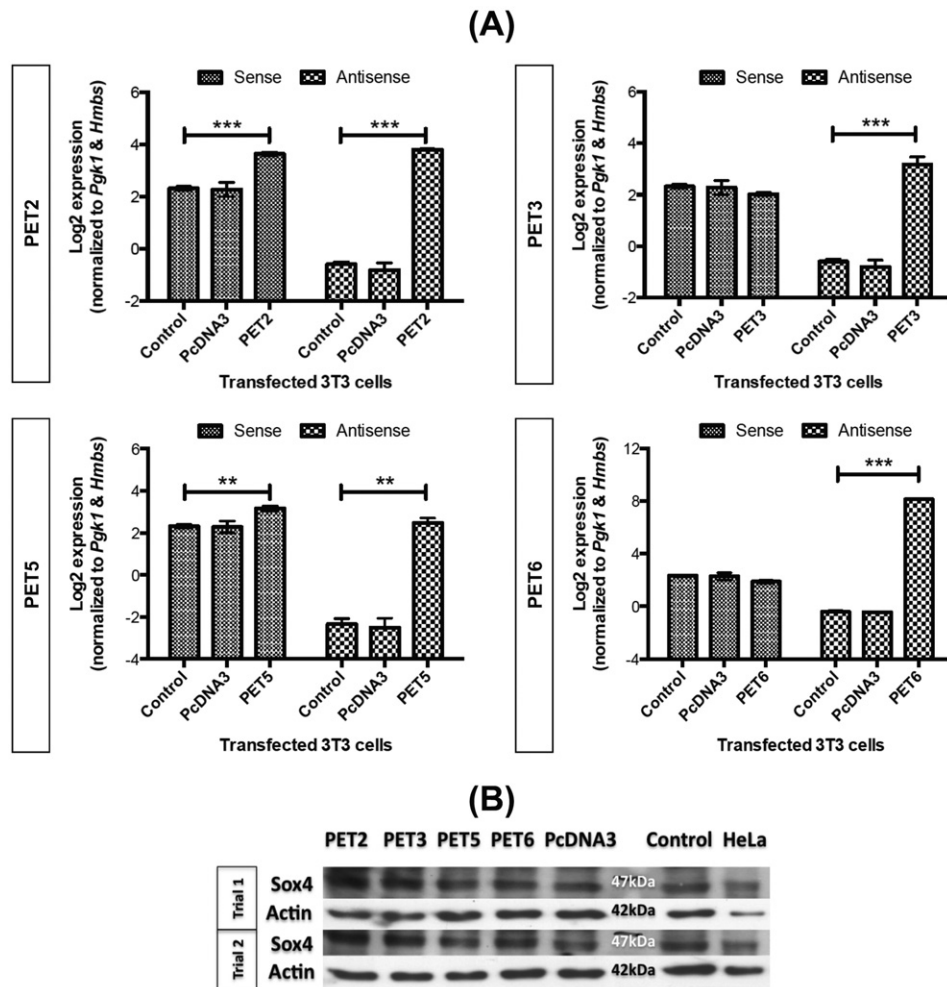 (A)
PET2
Sense Antisense
Log2 expression
(normalized to Pgk1 & Hmbs)
6
4
2
0
-2
***
***
Control
PcDNA3
PET2
Control
PcDNA3
PET2
Transfected 3T3 cells
PET3
Sense Antisense
Log2 expression
(normalized to Pgk1 & Hmbs)
6
4
2
0
-2
***
Control
PcDNA3
PET3
Control
PcDNA3
PET3
Transfected 3T3 cells
PET5
Sense Antisense
Log2 expression
(normalized to Pgk1 & Hmbs)
6
4
2
0
-2
-4
**
**
Control
PcDNA3
PET5
Control
PcDNA3
PET5
Transfected 3T3 cells
PET6
Sense Antisense
Log2 expression
(normalized to Pgk1 & Hmbs)
12
8
4
0
-4
***
Control
PcDNA3
PET6
Control
PcDNA3
PET6
Transfected 3T3 cells
(B)
PET2 PET3 PET5 PET6 PcDNA3 Control HeLa
Trial 1
Sox4 47kDa
Actin 42kDa
Trial 2
Sox4 47kDa
Actin 42kDa